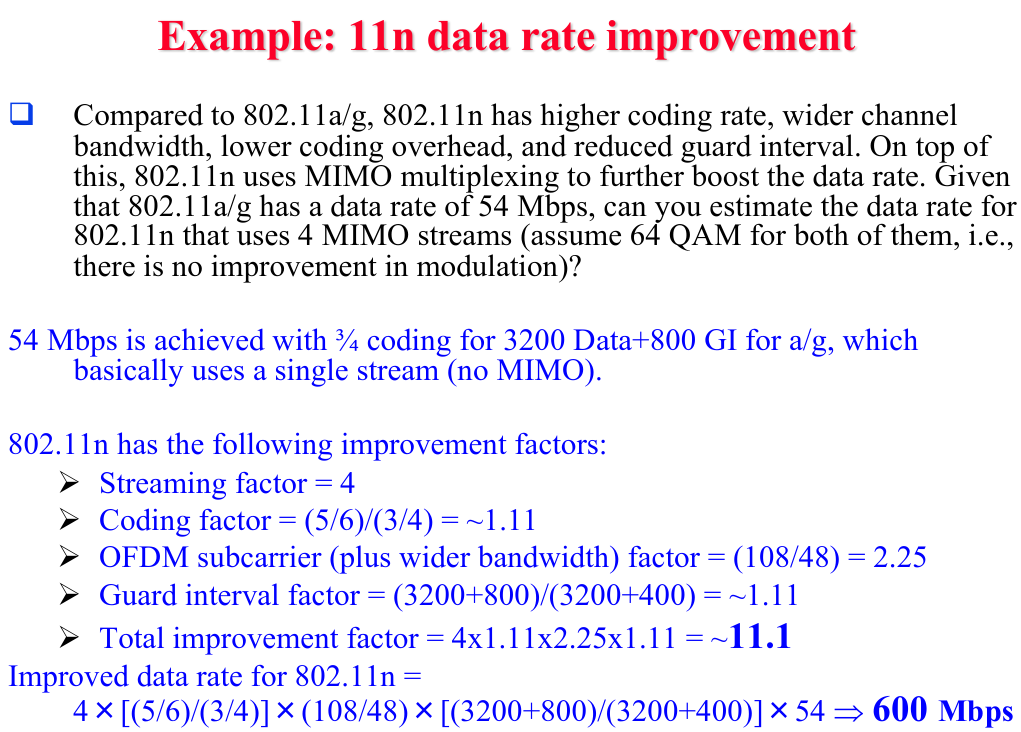 Example: 11n data rate improvement
Compared to 802.11a/g, 802.11n has higher coding rate, wider channel
bandwidth, lower coding overhead, and reduced guard interval. On top of
this, 802.11n uses MIMO multiplexing to further boost the data rate. Given
that 802.11a/g has a data rate of 54 Mbps, can you estimate the data rate for
802.11n that uses 4 MIMO streams (assume 64 QAM for both of them, i.e.,
there is no improvement in modulation)?
54 Mbps is achieved with ¾ coding for 3200 Data+800 GI for a/g, which
basically uses a single stream (no MIMO).
802.11n has the following improvement factors:
➢ Streaming factor = 4
➢ Coding factor = (5/6)/(3/4) = ~1.11
➢ OFDM subcarrier (plus wider bandwidth) factor = (108/48) = 2.25
➢ Guard interval factor = (3200+800)/(3200+400) = ~1.11
➢ Total improvement factor = 4x1.11x2.25x1.11 = ~11.1
Improved data rate for 802.11n =
4 × [(5/6)/(3/4)] × (108/48) × [(3200+800)/(3200+400)] × 54 ⇒ 600 Mbps